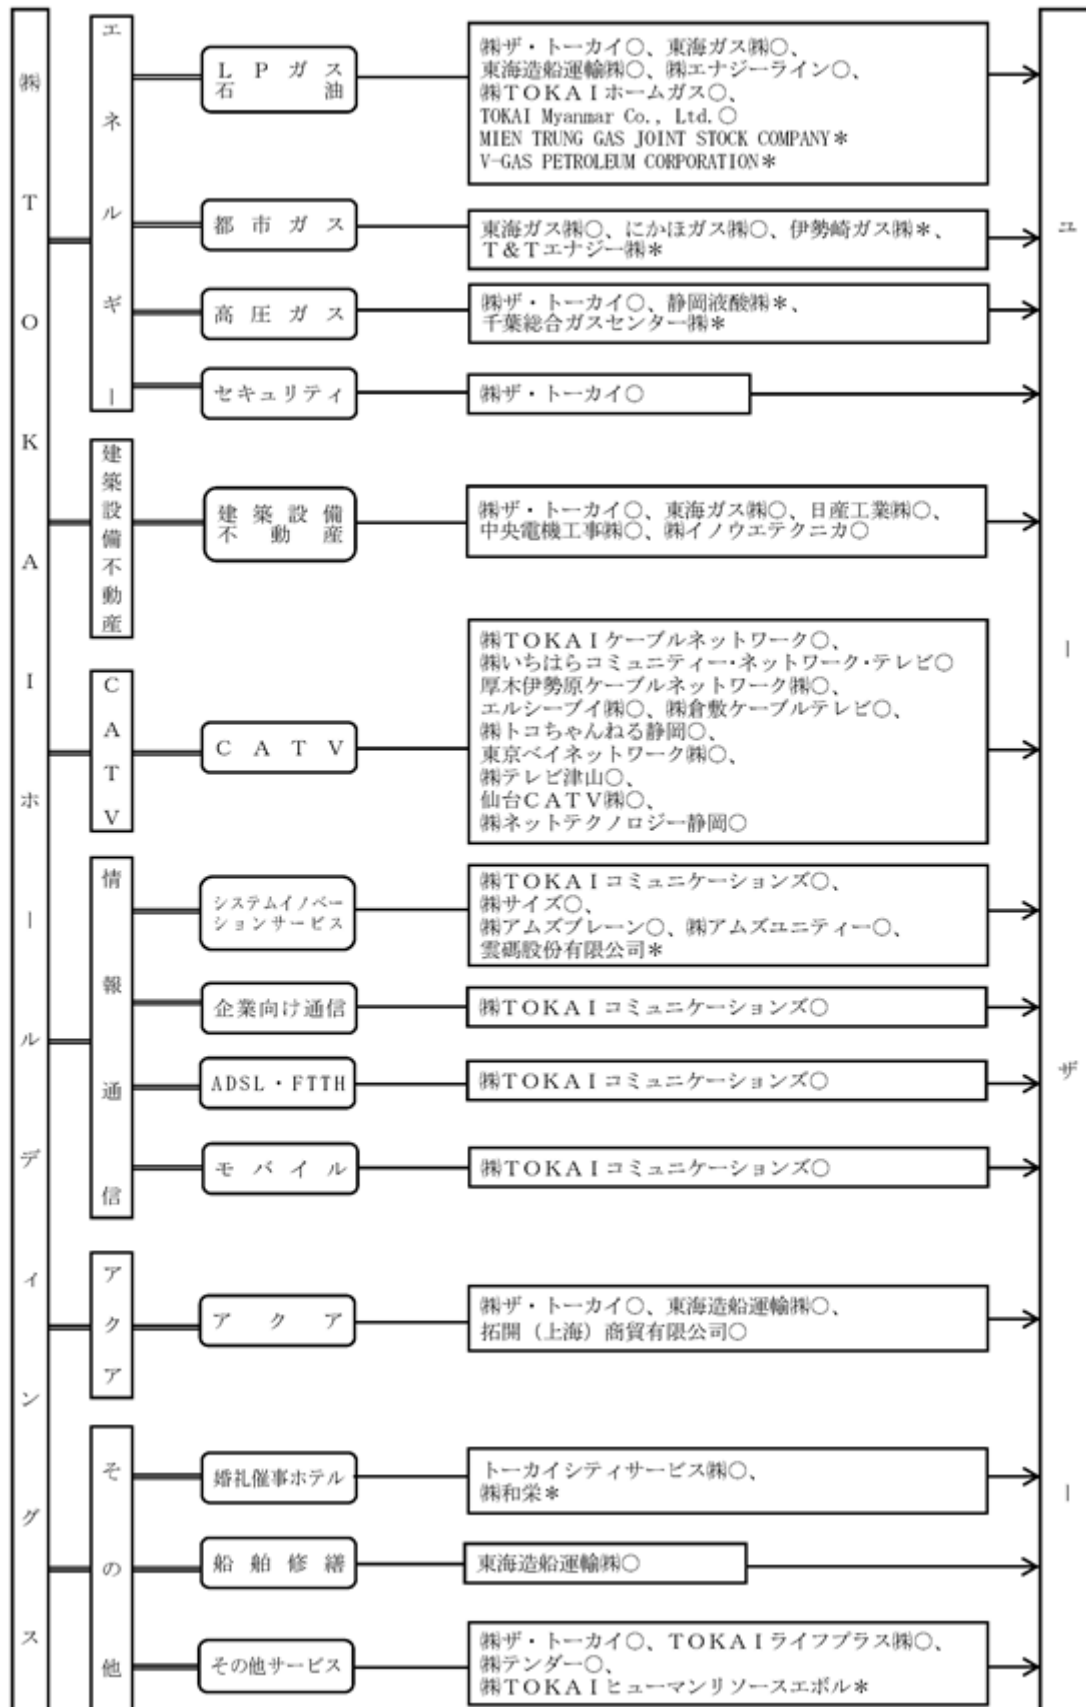 ㈱TOKAIホールディングス
エネルギー
LPガス
石油
㈱ザ・トーカイ○、東海ガス㈱○、
東海造船運輸㈱○、㈱エナジーライン○、
㈱TOKAIホームガス○、
TOKAI Myanmar Co., Ltd.○
MIEN TRUNG GAS JOINT STOCK COMPANY＊
V-GAS PETROLEUM CORPORATION＊
都市ガス
東海ガス㈱○、にかほガス㈱○、伊勢崎ガス㈱＊、
T＆Tエナジー㈱＊
高圧ガス
㈱ザ・トーカイ○、静岡液酸㈱＊、
千葉総合ガスセンター㈱＊
セキュリティ
㈱ザ・トーカイ○
建築設備不動産
建築設備
不動産
㈱ザ・トーカイ○、東海ガス㈱○、日産工業㈱○、
中央電機工事㈱○、㈱イノウエテクニカ○
CATV
CATV
㈱TOKAIケーブルネットワーク○、
㈱いちはらコミュニティー・ネットワーク・テレビ○
厚木伊勢原ケーブルネットワーク㈱○、
エルシーブイ㈱○、㈱倉敷ケーブルテレビ○、
㈱トコちゃんねる静岡○、
東京ベイネットワーク㈱○、
㈱テレビ津山○、
仙台CATV㈱○、
㈱ネットテクノロジー静岡○
情報通信
システムイノベー
ションサービス
㈱TOKAIコミュニケーションズ○、
㈱サイズ○、
㈱アムズブレーン○、㈱アムズユニティー○、
雲碼股份有限公司＊
企業向け通信
㈱TOKAIコミュニケーションズ○
ADSL・FTTH
㈱TOKAIコミュニケーションズ○
モバイル
㈱TOKAIコミュニケーションズ○
アクア
アクア
㈱ザ・トーカイ○、東海造船運輸㈱○、
拓開（上海）商貿有限公司○
その他
婚礼催事ホテル
トーカイシティサービス㈱○、
㈱和栄＊
船舶修繕
東海造船運輸㈱○
その他サービス
㈱ザ・トーカイ○、TOKAIライフプラス㈱○、
㈱テンダー○、
㈱TOKAIヒューマンリソースエボル＊
ユーザー